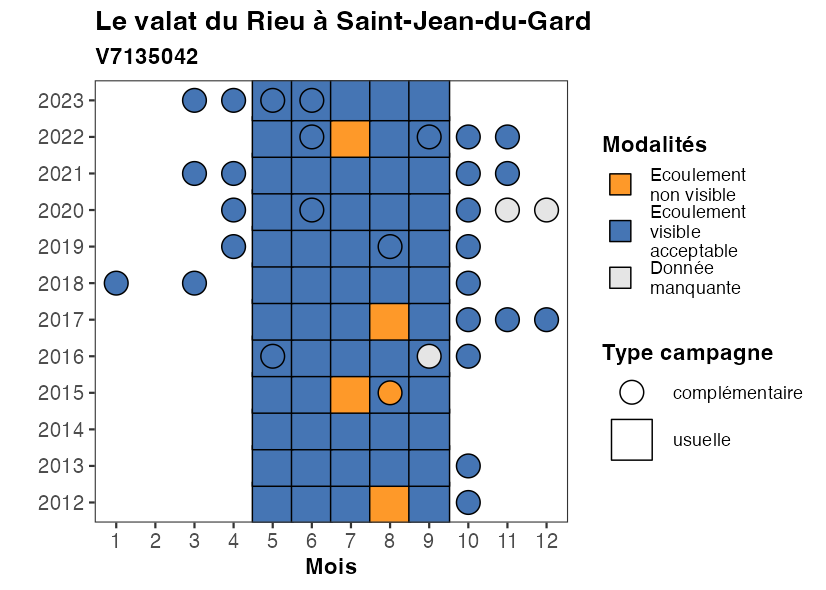 Le valat du Rieu à Saint-Jean-du-Gard
V7135042
2023
2022
2021
2020
2019
2018
2017
2016
2015
2014
2013
2012
1 2 3 4 5 6 7 8 9 10 11 12
Mois
Modalités
Ecoulement
non visible
Ecoulement
visible
acceptable
Donnée
manquante
Type campagne
complémentaire
usuelle